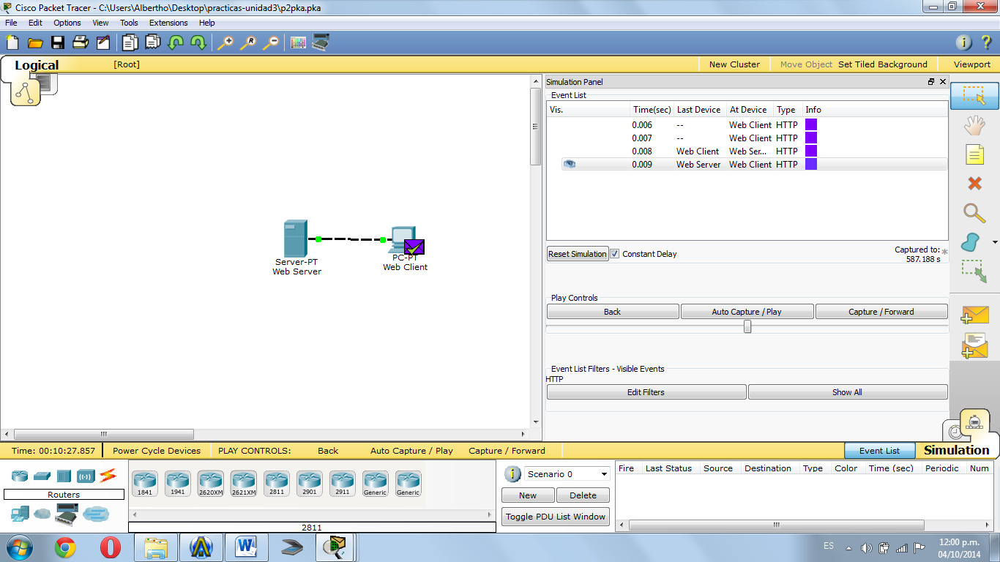 Cisco Packet Tracer - C:\Users\Albertho\Desktop\practicas-unidad3\p2pka.pka
File Edit Options View Tools Extensions Help
Logical [Root] New Cluster Move Object Set Tiled Background Viewport
Simulation Panel
Event List
Vis. Time(sec) Last Device At Device Type Info
0.006 -- Web Client HTTP
0.007 -- Web Client HTTP
0.008 Web Client Web Ser... HTTP
0.009 Web Server Web Client HTTP
Server-PT
Web Server
PC-PT
Web Client
Reset Simulation Constant Delay
Captured to: *
587.188 s
Play Controls
Back Auto Capture / Play Capture / Forward
Event List Filters - Visible Events
HTTP
Edit Filters Show All
Time: 00:10:27.857 Power Cycle Devices PLAY CONTROLS: Back Auto Capture / Play Capture / Forward Event List Simulation
Routers
1841 1941 2620XM 2621XM 2811 2901 2911 Generic Generic
2811
Scenario 0
New Delete
Toggle PDU List Window
Fire Last Status Source Destination Type Color Time (sec) Periodic Num
ES
12:00 p.m.
04/10/2014